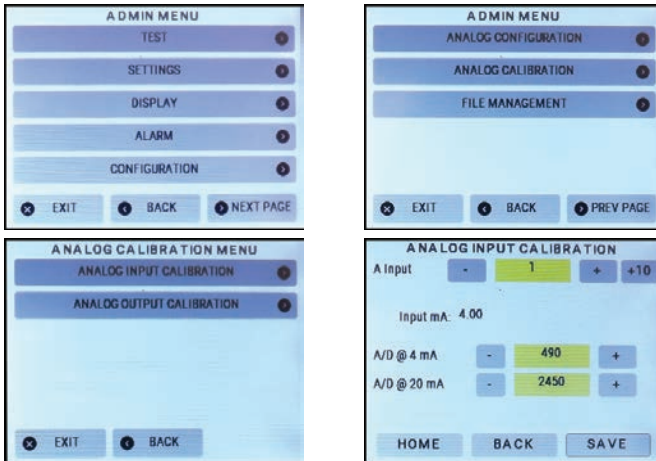 ADMIN MENU
TEST
SETTINGS
DISPLAY
ALARM
CONFIGURATION
EXIT BACK NEXT PAGE
ADMIN MENU
ANALOG CONFIGURATION
ANALOG CALIBRATION
FILE MANAGEMENT
EXIT BACK PREV PAGE
ANALOG CALIBRATION MENU
ANALOG INPUT CALIBRATION
ANALOG OUTPUT CALIBRATION
EXIT BACK
ANALOG INPUT CALIBRATION
A Input - 1 + +10
Input mA: 4.00
A/D @ 4 mA - 490 +
A/D @ 20 mA - 2450 +
HOME BACK SAVE